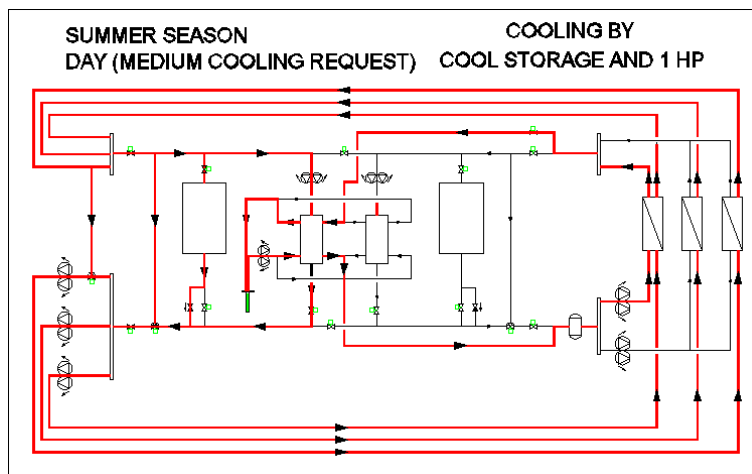 SUMMER SEASON
DAY (MEDIUM COOLING REQUEST)
COOLING BY
COOL STORAGE AND 1 HP